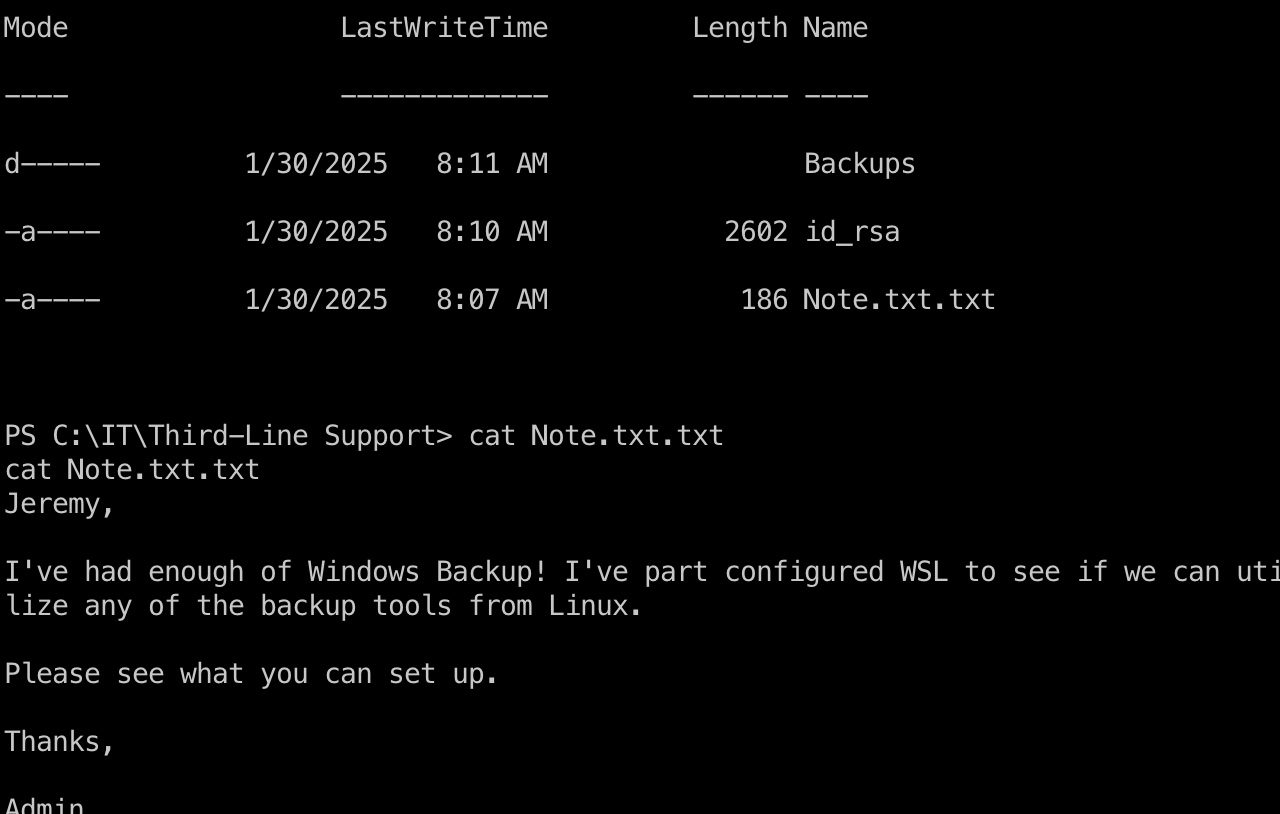 Mode                 LastWriteTime         Length Name
----                 -------------         ------ ----
d-----         1/30/2025   8:11 AM                Backups
-a----         1/30/2025   8:10 AM           2602 id_rsa
-a----         1/30/2025   8:07 AM            186 Note.txt.txt
PS C:\IT\Third-Line Support> cat Note.txt.txt
cat Note.txt.txt
Jeremy,
I've had enough of Windows Backup! I've part configured WSL to see if we can uti
lize any of the backup tools from Linux.
Please see what you can set up.
Thanks,
Admin